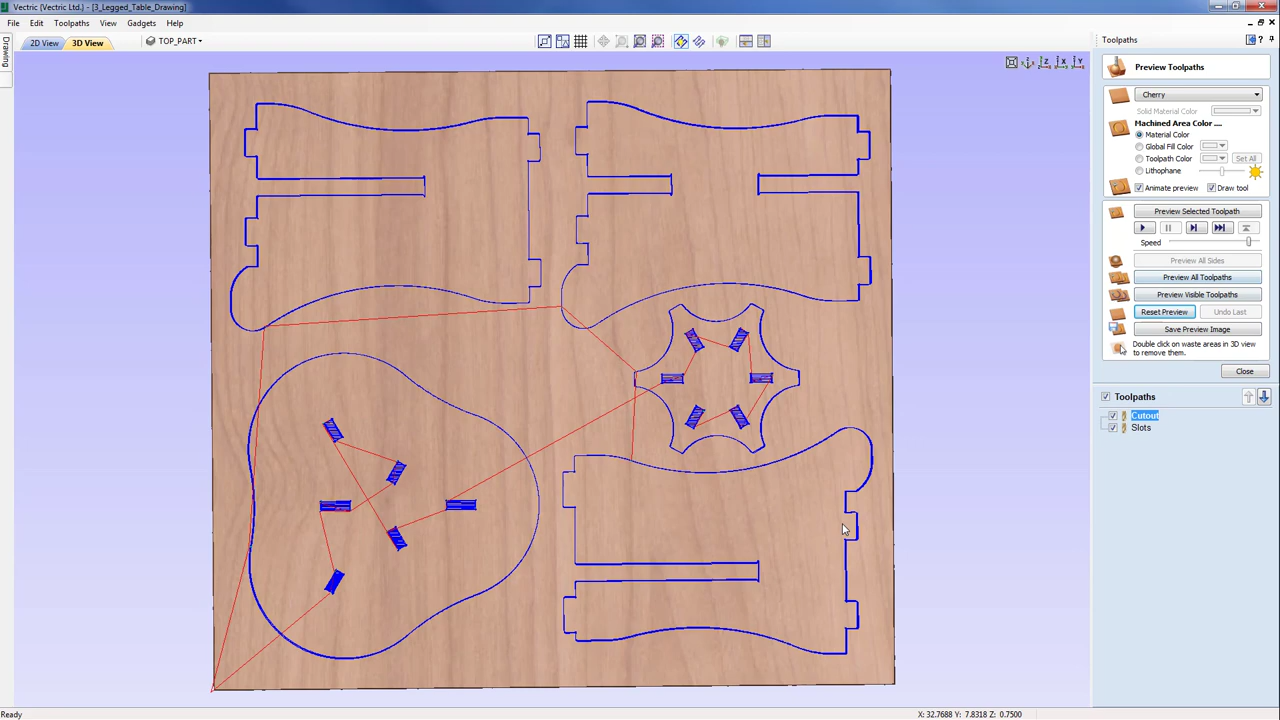 Vectric (Vectric Ltd.) - [3_Legged_Table_Drawing]
File Edit Toolpaths View Gadgets Help
2D View 3D View TOP_PART
Drawing
Z X Y
Toolpaths
Preview Toolpaths
Cherry
Solid Material Color
Machined Area Color ....
Material Color
Global Fill Color
Toolpath Color Set All
Lithophane
Animate preview Draw tool
Preview Selected Toolpath
Speed
Preview All Sides
Preview All Toolpaths
Preview Visible Toolpaths
Reset Preview Undo Last
Save Preview Image
Double click on waste areas in 3D view
to remove them.
Close
Toolpaths
Cutout
Slots
Ready X: 32.7688 Y: 7.8318 Z: 0.7500